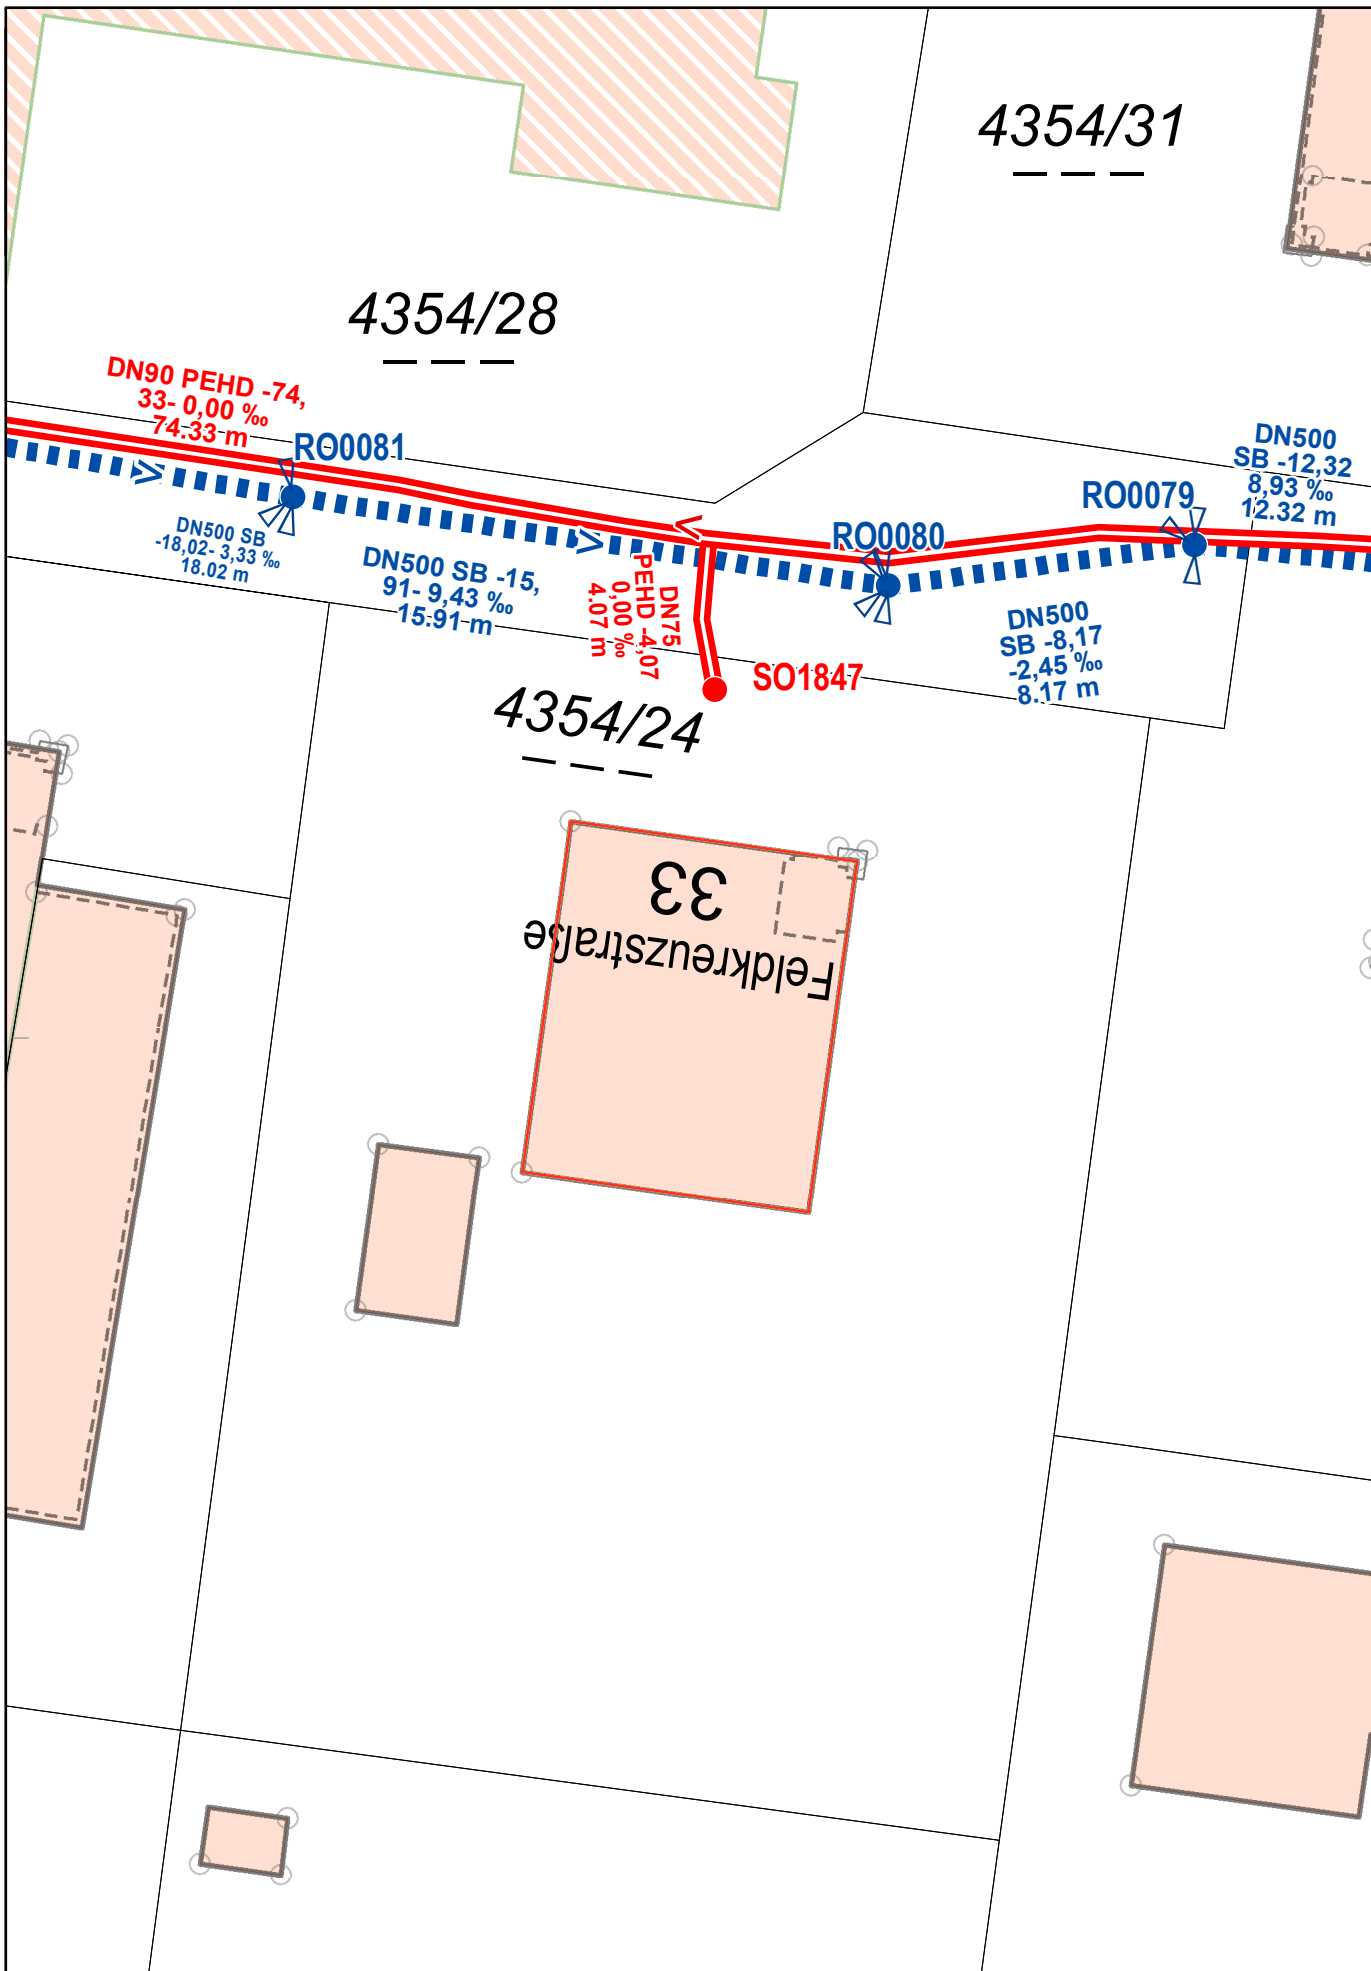 4354/31
4354/28
DN90 PEHD -74,
33- 0,00 ‰
74.33 m
RO0081
DN500
SB -12,32
8,93 ‰
12.32 m
RO0079
RO0080
DN500 SB
-18,02- 3,33 ‰
18.02 m
DN500 SB -15,
91- 9,43 ‰
15.91 m
DN75
PEHD -4,07
0,00 ‰
4.07 m
DN500
SB -8,17
-2,45 ‰
8.17 m
SO1847
4354/24
Feldkreuzstraße
33